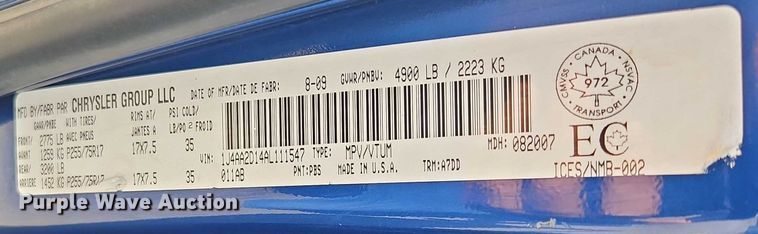 MFD BY/FABR PAR CHRYSLER GROUP LLC DATE OF MFR/DATE DE FABR: 8-09 GVWR/PNBV: 4900 LB / 2223 KG
GAWR/PNBE WITH TIRES/ RIMS AT/ PSI COLD/
FRONT/ 2775 LB AVEC PNEUS JANTES A LB/PO2 FROID
AVANT 1259 KG P255/75R17 17X7.5 35
REAR/ 3200 LB
ARRIERE 1452 KG P255/75R17 17X7.5 35
MDH: 082007
VIN: 1J4AA2D14AL111547 TYPE: MPV/VTUM
011AB PNT:PBS MADE IN U.S.A. TRM:A7DD
CANADA
CMVSS NSVAC
972
TRANSPORT
EC
ICES/NMB-002
Purple Wave Auction